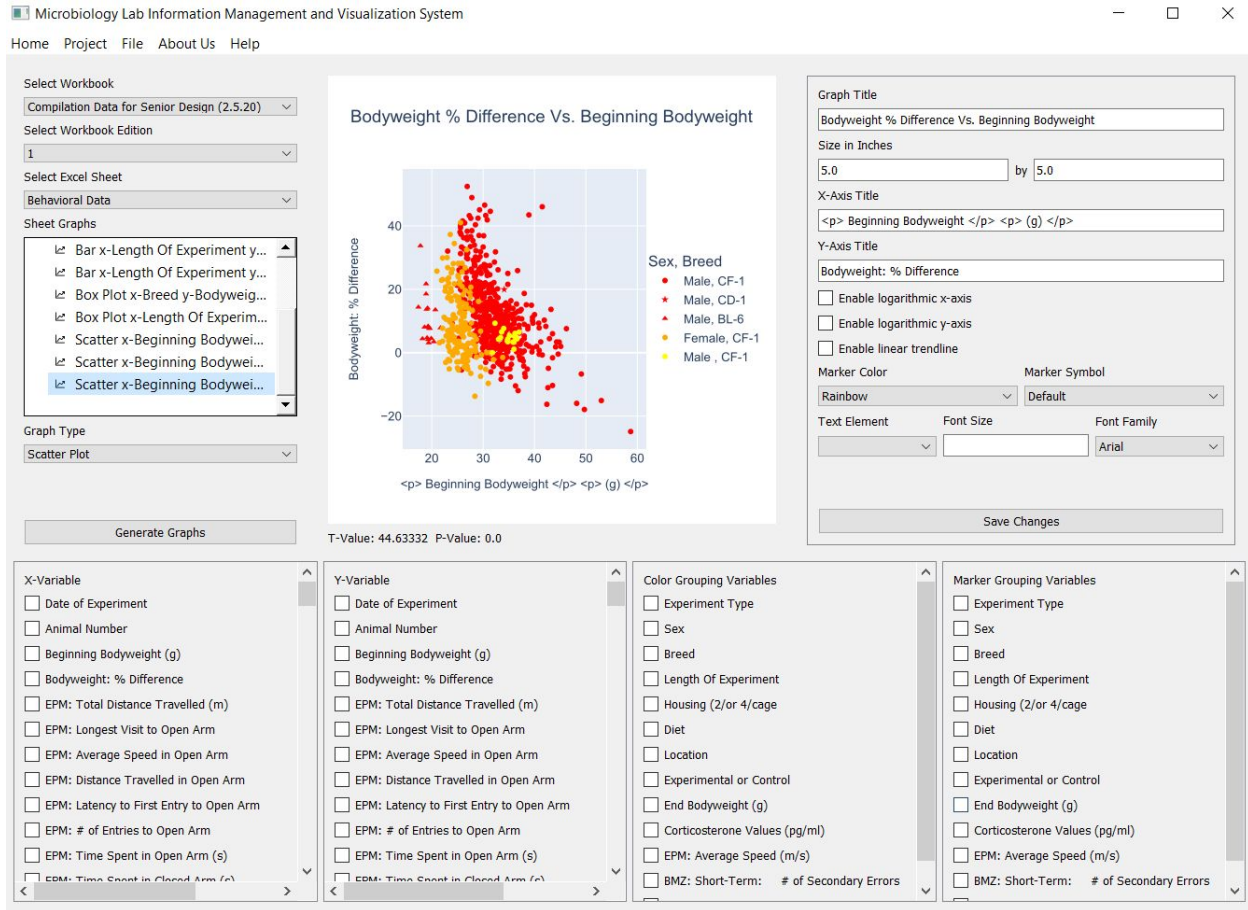 Microbiology Lab Information Management and Visualization System
Home Project File About Us Help
Select Workbook
Compilation Data for Senior Design (2.5.20)
Select Workbook Edition
1
Select Excel Sheet
Behavioral Data
Sheet Graphs
Bar x-Length Of Experiment y...
Bar x-Length Of Experiment y...
Box Plot x-Breed y-Bodyweig...
Box Plot x-Length Of Experim...
Scatter x-Beginning Bodywei...
Scatter x-Beginning Bodywei...
Scatter x-Beginning Bodywei...
Graph Type
Scatter Plot
Generate Graphs
Bodyweight % Difference Vs. Beginning Bodyweight
Bodyweight: % Difference
40
20
0
−20
20 30 40 50 60
<p> Beginning Bodyweight </p> <p> (g) </p>
Sex, Breed
Male, CF-1
Male, CD-1
Male, BL-6
Female, CF-1
Male , CF-1
T-Value: 44.63332 P-Value: 0.0
Graph Title
Bodyweight % Difference Vs. Beginning Bodyweight
Size in Inches
5.0 by 5.0
X-Axis Title
<p> Beginning Bodyweight </p> <p> (g) </p>
Y-Axis Title
Bodyweight: % Difference
Enable logarithmic x-axis
Enable logarithmic y-axis
Enable linear trendline
Marker Color Marker Symbol
Rainbow Default
Text Element Font Size Font Family
Arial
Save Changes
X-Variable
Date of Experiment
Animal Number
Beginning Bodyweight (g)
Bodyweight: % Difference
EPM: Total Distance Travelled (m)
EPM: Longest Visit to Open Arm
EPM: Average Speed in Open Arm
EPM: Distance Travelled in Open Arm
EPM: Latency to First Entry to Open Arm
EPM: # of Entries to Open Arm
EPM: Time Spent in Open Arm (s)
EPM: Time Spent in Closed Arm (s)
Y-Variable
Date of Experiment
Animal Number
Beginning Bodyweight (g)
Bodyweight: % Difference
EPM: Total Distance Travelled (m)
EPM: Longest Visit to Open Arm
EPM: Average Speed in Open Arm
EPM: Distance Travelled in Open Arm
EPM: Latency to First Entry to Open Arm
EPM: # of Entries to Open Arm
EPM: Time Spent in Open Arm (s)
EPM: Time Spent in Closed Arm (s)
Color Grouping Variables
Experiment Type
Sex
Breed
Length Of Experiment
Housing (2/or 4/cage
Diet
Location
Experimental or Control
End Bodyweight (g)
Corticosterone Values (pg/ml)
EPM: Average Speed (m/s)
BMZ: Short-Term: # of Secondary Errors
Marker Grouping Variables
Experiment Type
Sex
Breed
Length Of Experiment
Housing (2/or 4/cage
Diet
Location
Experimental or Control
End Bodyweight (g)
Corticosterone Values (pg/ml)
EPM: Average Speed (m/s)
BMZ: Short-Term: # of Secondary Errors